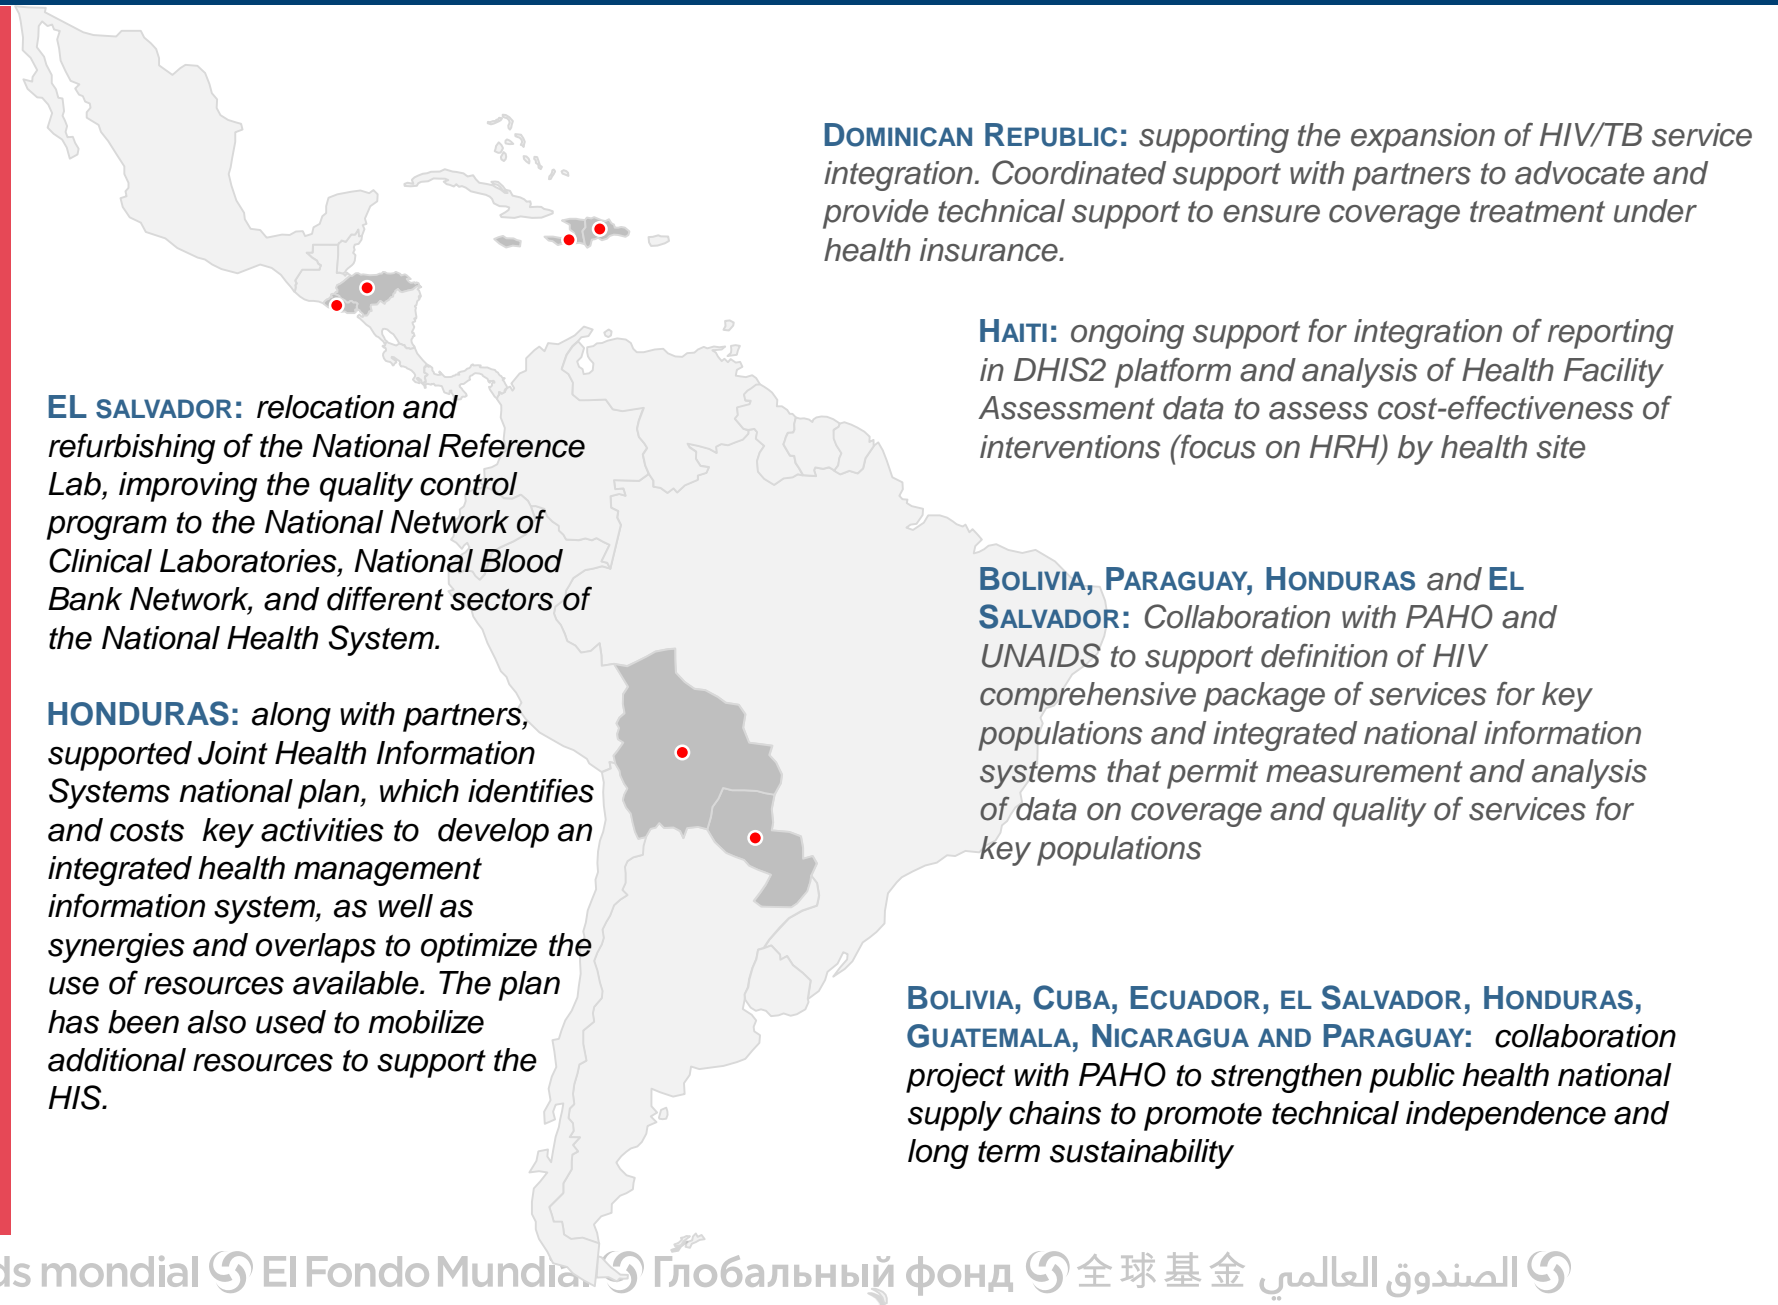 DOMINICAN REPUBLIC: supporting the expansion of HIV/TB service
integration. Coordinated support with partners to advocate and
provide technical support to ensure coverage treatment under
health insurance.
HAITI: ongoing support for integration of reporting
in DHIS2 platform and analysis of Health Facility
Assessment data to assess cost-effectiveness of
interventions (focus on HRH) by health site
EL SALVADOR: relocation and
refurbishing of the National Reference
Lab, improving the quality control
program to the National Network of
Clinical Laboratories, National Blood
Bank Network, and different sectors of
the National Health System.
HONDURAS: along with partners,
supported Joint Health Information
Systems national plan, which identifies
and costs key activities to develop an
integrated health management
information system, as well as
synergies and overlaps to optimize the
use of resources available. The plan
has been also used to mobilize
additional resources to support the
HIS.
BOLIVIA, PARAGUAY, HONDURAS and EL
SALVADOR: Collaboration with PAHO and
UNAIDS to support definition of HIV
comprehensive package of services for key
populations and integrated national information
systems that permit measurement and analysis
of data on coverage and quality of services for
key populations
BOLIVIA, CUBA, ECUADOR, EL SALVADOR, HONDURAS,
GUATEMALA, NICARAGUA AND PARAGUAY: collaboration
project with PAHO to strengthen public health national
supply chains to promote technical independence and
long term sustainability
ds mondial El Fondo Mundial Глобальный фонд 全球基金 الصندوق العالمي